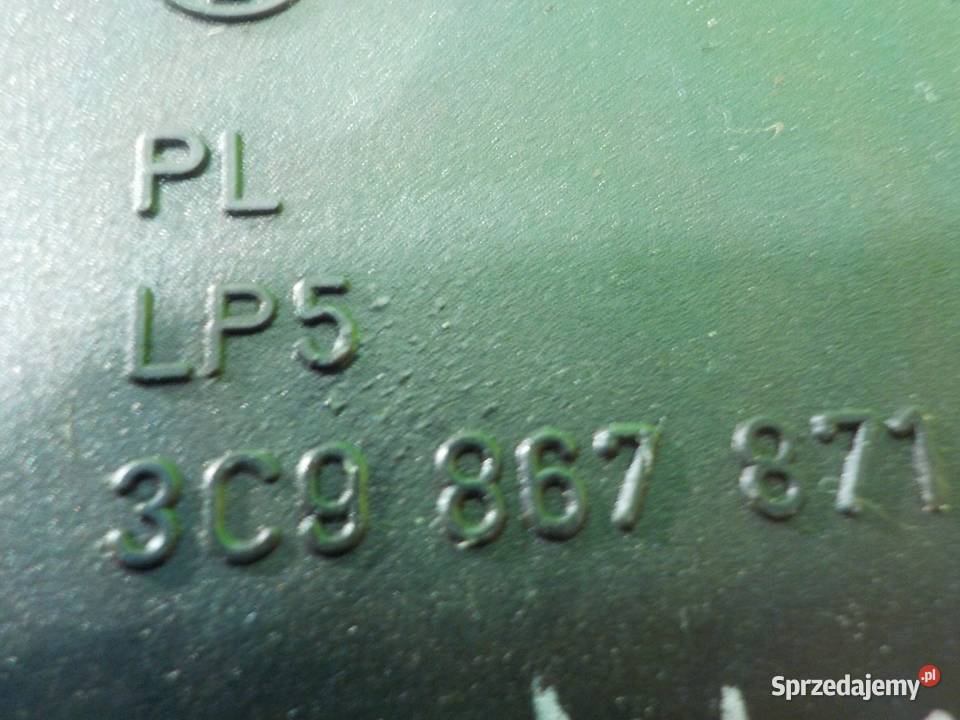 PL
LP5
3C9 867 871
Sprzedajemy.pl